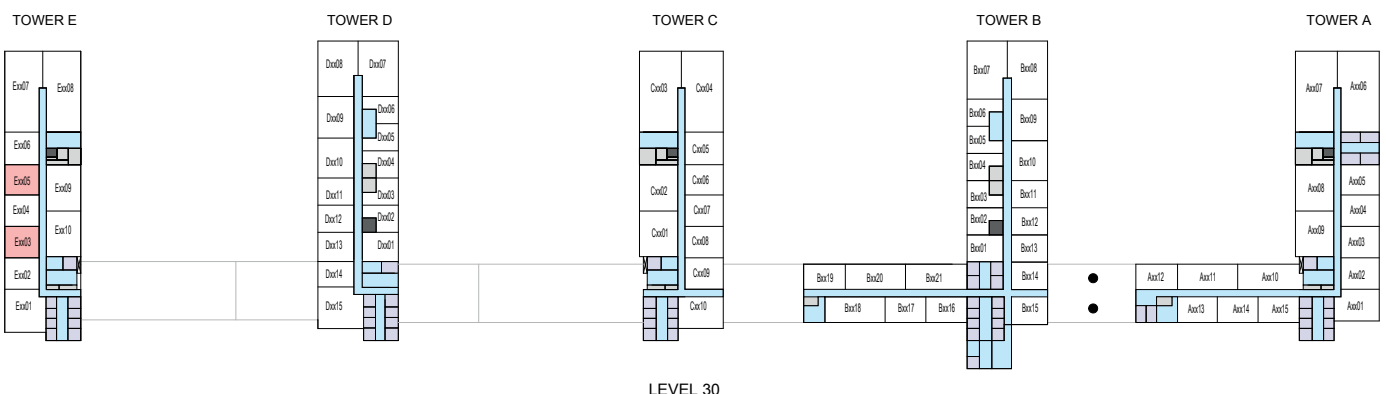 TOWER E
TOWER D
TOWER C
TOWER B
TOWER A
Exx07
Exx08
Exx06
Exx05
Exx09
Exx04
Exx03
Exx10
Exx02
Exx01
Dxx08
Dxx07
Dxx09
Dxx06
Dxx05
Dxx10
Dxx04
Dxx11
Dxx03
Dxx12
Dxx02
Dxx13
Dxx01
Dxx14
Dxx15
Cxx03
Cxx04
Cxx05
Cxx02
Cxx06
Cxx07
Cxx01
Cxx08
Cxx09
Cxx10
Bxx07
Bxx08
Bxx06
Bxx09
Bxx05
Bxx04
Bxx10
Bxx03
Bxx11
Bxx02
Bxx12
Bxx01
Bxx13
Bxx19
Bxx20
Bxx21
Bxx14
Bxx18
Bxx17
Bxx16
Bxx15
Axx07
Axx06
Axx08
Axx05
Axx04
Axx09
Axx03
Axx12
Axx11
Axx10
Axx02
Axx13
Axx14
Axx15
Axx01
LEVEL 30